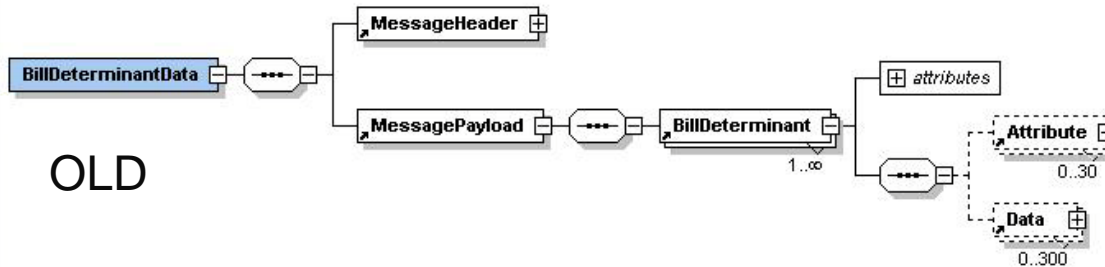 MessageHeader
BillDeterminantData
attributes
MessagePayload
BillDeterminant
1..∞
Attribute
0..30
OLD
Data
0..300